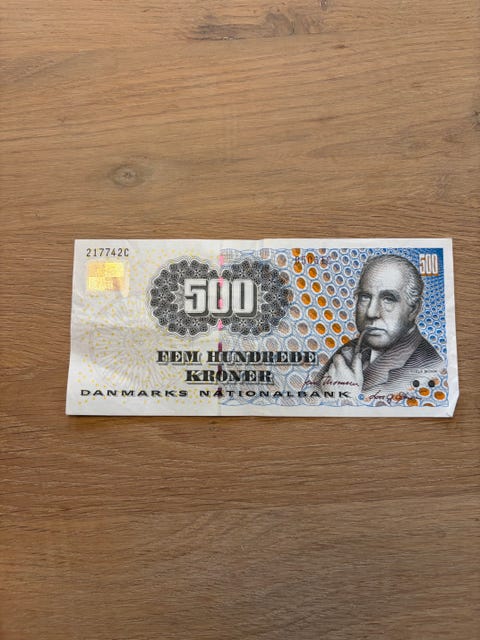 217742C
500
500
FEM HUNDREDE
KRONER
DANMARKS NATIONALBANK